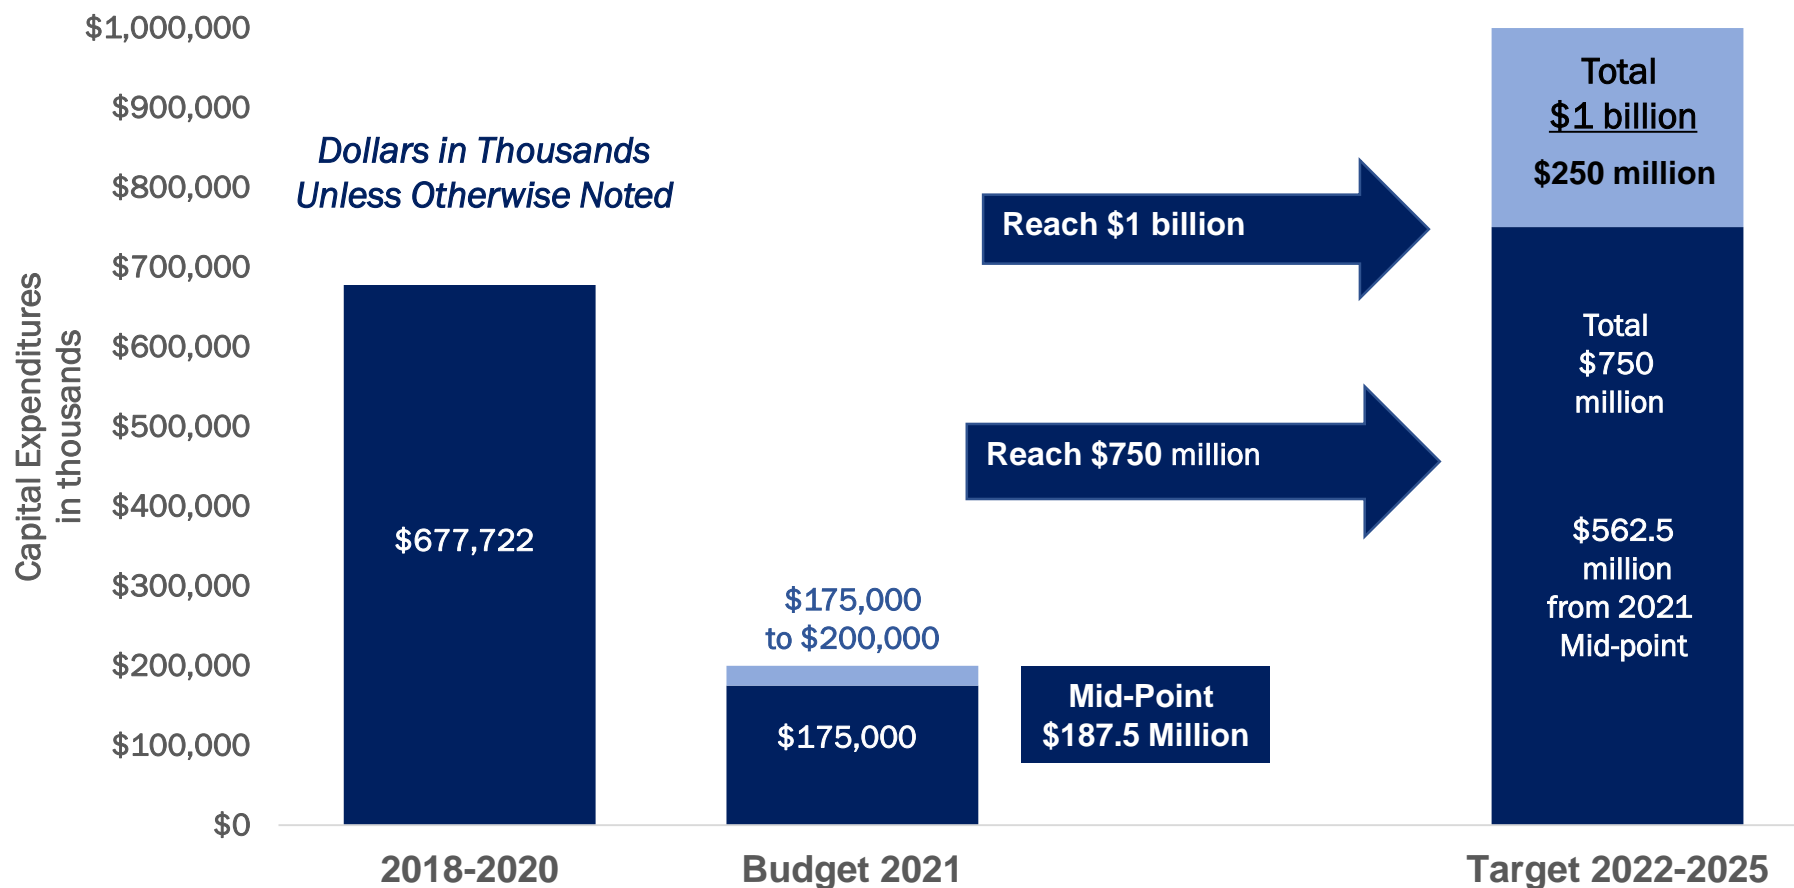 $1,000,000
$900,000
$800,000
$700,000
$600,000
$500,000
$400,000
$300,000
$200,000
$100,000
$0
Capital Expenditures
in thousands
Dollars in Thousands
Unless Otherwise Noted
$677,722
$175,000
to $200,000
$175,000
Mid-Point
$187.5 Million
Reach $1 billion
Reach $750 million
Total
$1 billion
$250 million
Total
$750
million
$562.5
million
from 2021
Mid-point
2018-2020
Budget 2021
Target 2022-2025